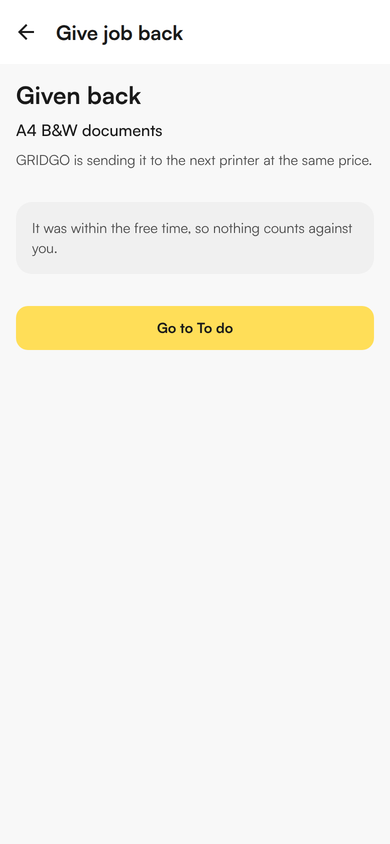 Give job back
Given back
A4 B&W documents
GRIDGO is sending it to the next printer at the same price.
It was within the free time, so nothing counts against
you.
Go to To do